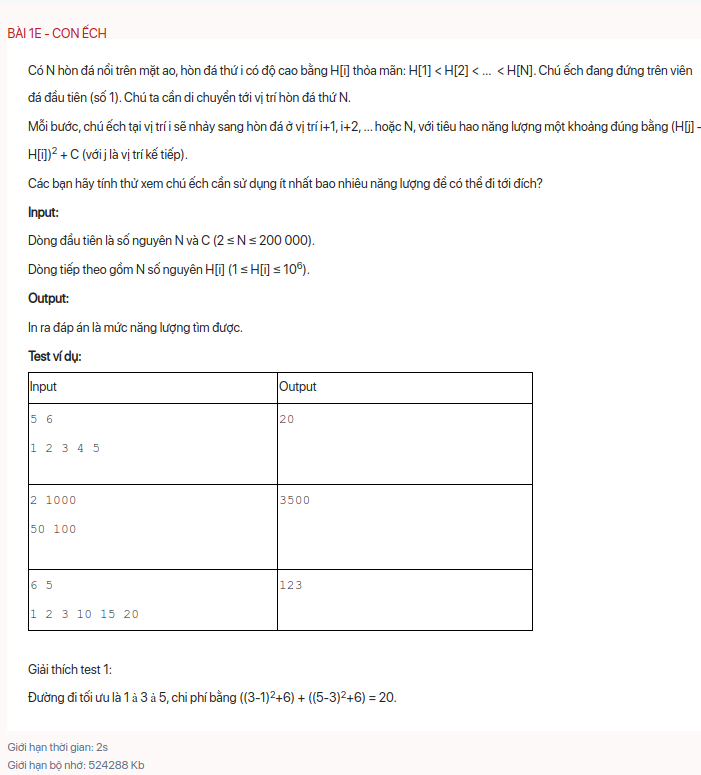 BÀI 1E - CON ẾCH
Có N hòn đá nổi trên mặt ao, hòn đá thứ i có độ cao bằng H[i] thỏa mãn: H[1] < H[2] < ... < H[N]. Chú ếch đang đứng trên viên
đá đầu tiên (số 1). Chú ta cần di chuyển tới vị trí hòn đá thứ N.
Mỗi bước, chú ếch tại vị trí i sẽ nhảy sang hòn đá ở vị trí i+1, i+2, ... hoặc N, với tiêu hao năng lượng một khoảng đúng bằng (H[j] -
H[i])² + C (với j là vị trí kế tiếp).
Các bạn hãy tính thử xem chú ếch cần sử dụng ít nhất bao nhiêu năng lượng để có thể đi tới đích?
Input:
Dòng đầu tiên là số nguyên N và C (2 ≤ N ≤ 200 000).
Dòng tiếp theo gồm N số nguyên H[i] (1 ≤ H[i] ≤ 10⁶).
Output:
In ra đáp án là mức năng lượng tìm được.
Test ví dụ:
Input Output
5 6 20
1 2 3 4 5
2 1000 3500
50 100
6 5 123
1 2 3 10 15 20
Giải thích test 1:
Đường đi tối ưu là 1 à 3 à 5, chi phí bằng ((3-1)²+6) + ((5-3)²+6) = 20.
Giới hạn thời gian: 2s
Giới hạn bộ nhớ: 524288 Kb